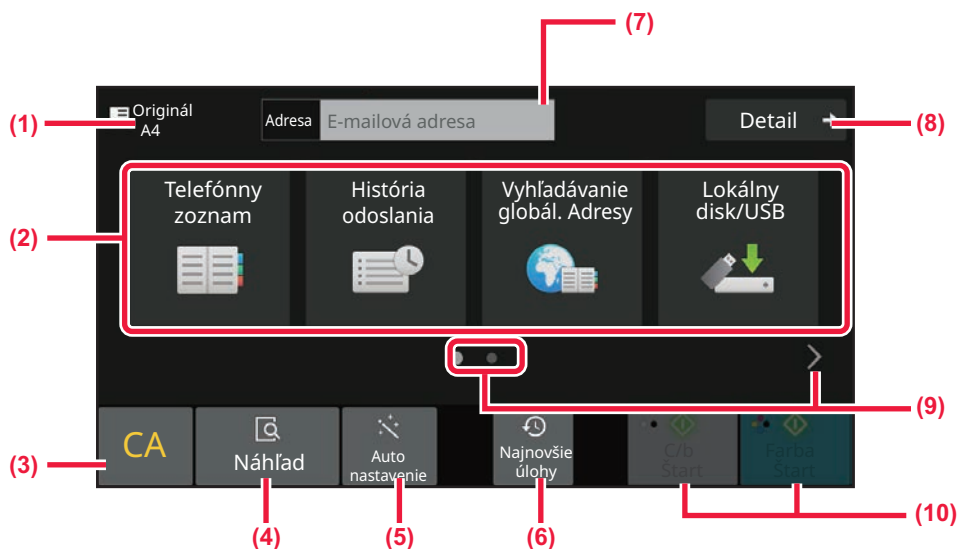 (7)
(1)
Originál
A4
Adresa
E-mailová adresa
Detail
(8)
(2)
Telefónny
zoznam
História
odoslania
Vyhľadávanie
globál. Adresy
Lokálny
disk/USB
(9)
(3)
CA
Náhľad
Auto
nastavenie
Najnovšie
úlohy
C/b
Štart
Farba
Štart
(10)
(4)
(5)
(6)